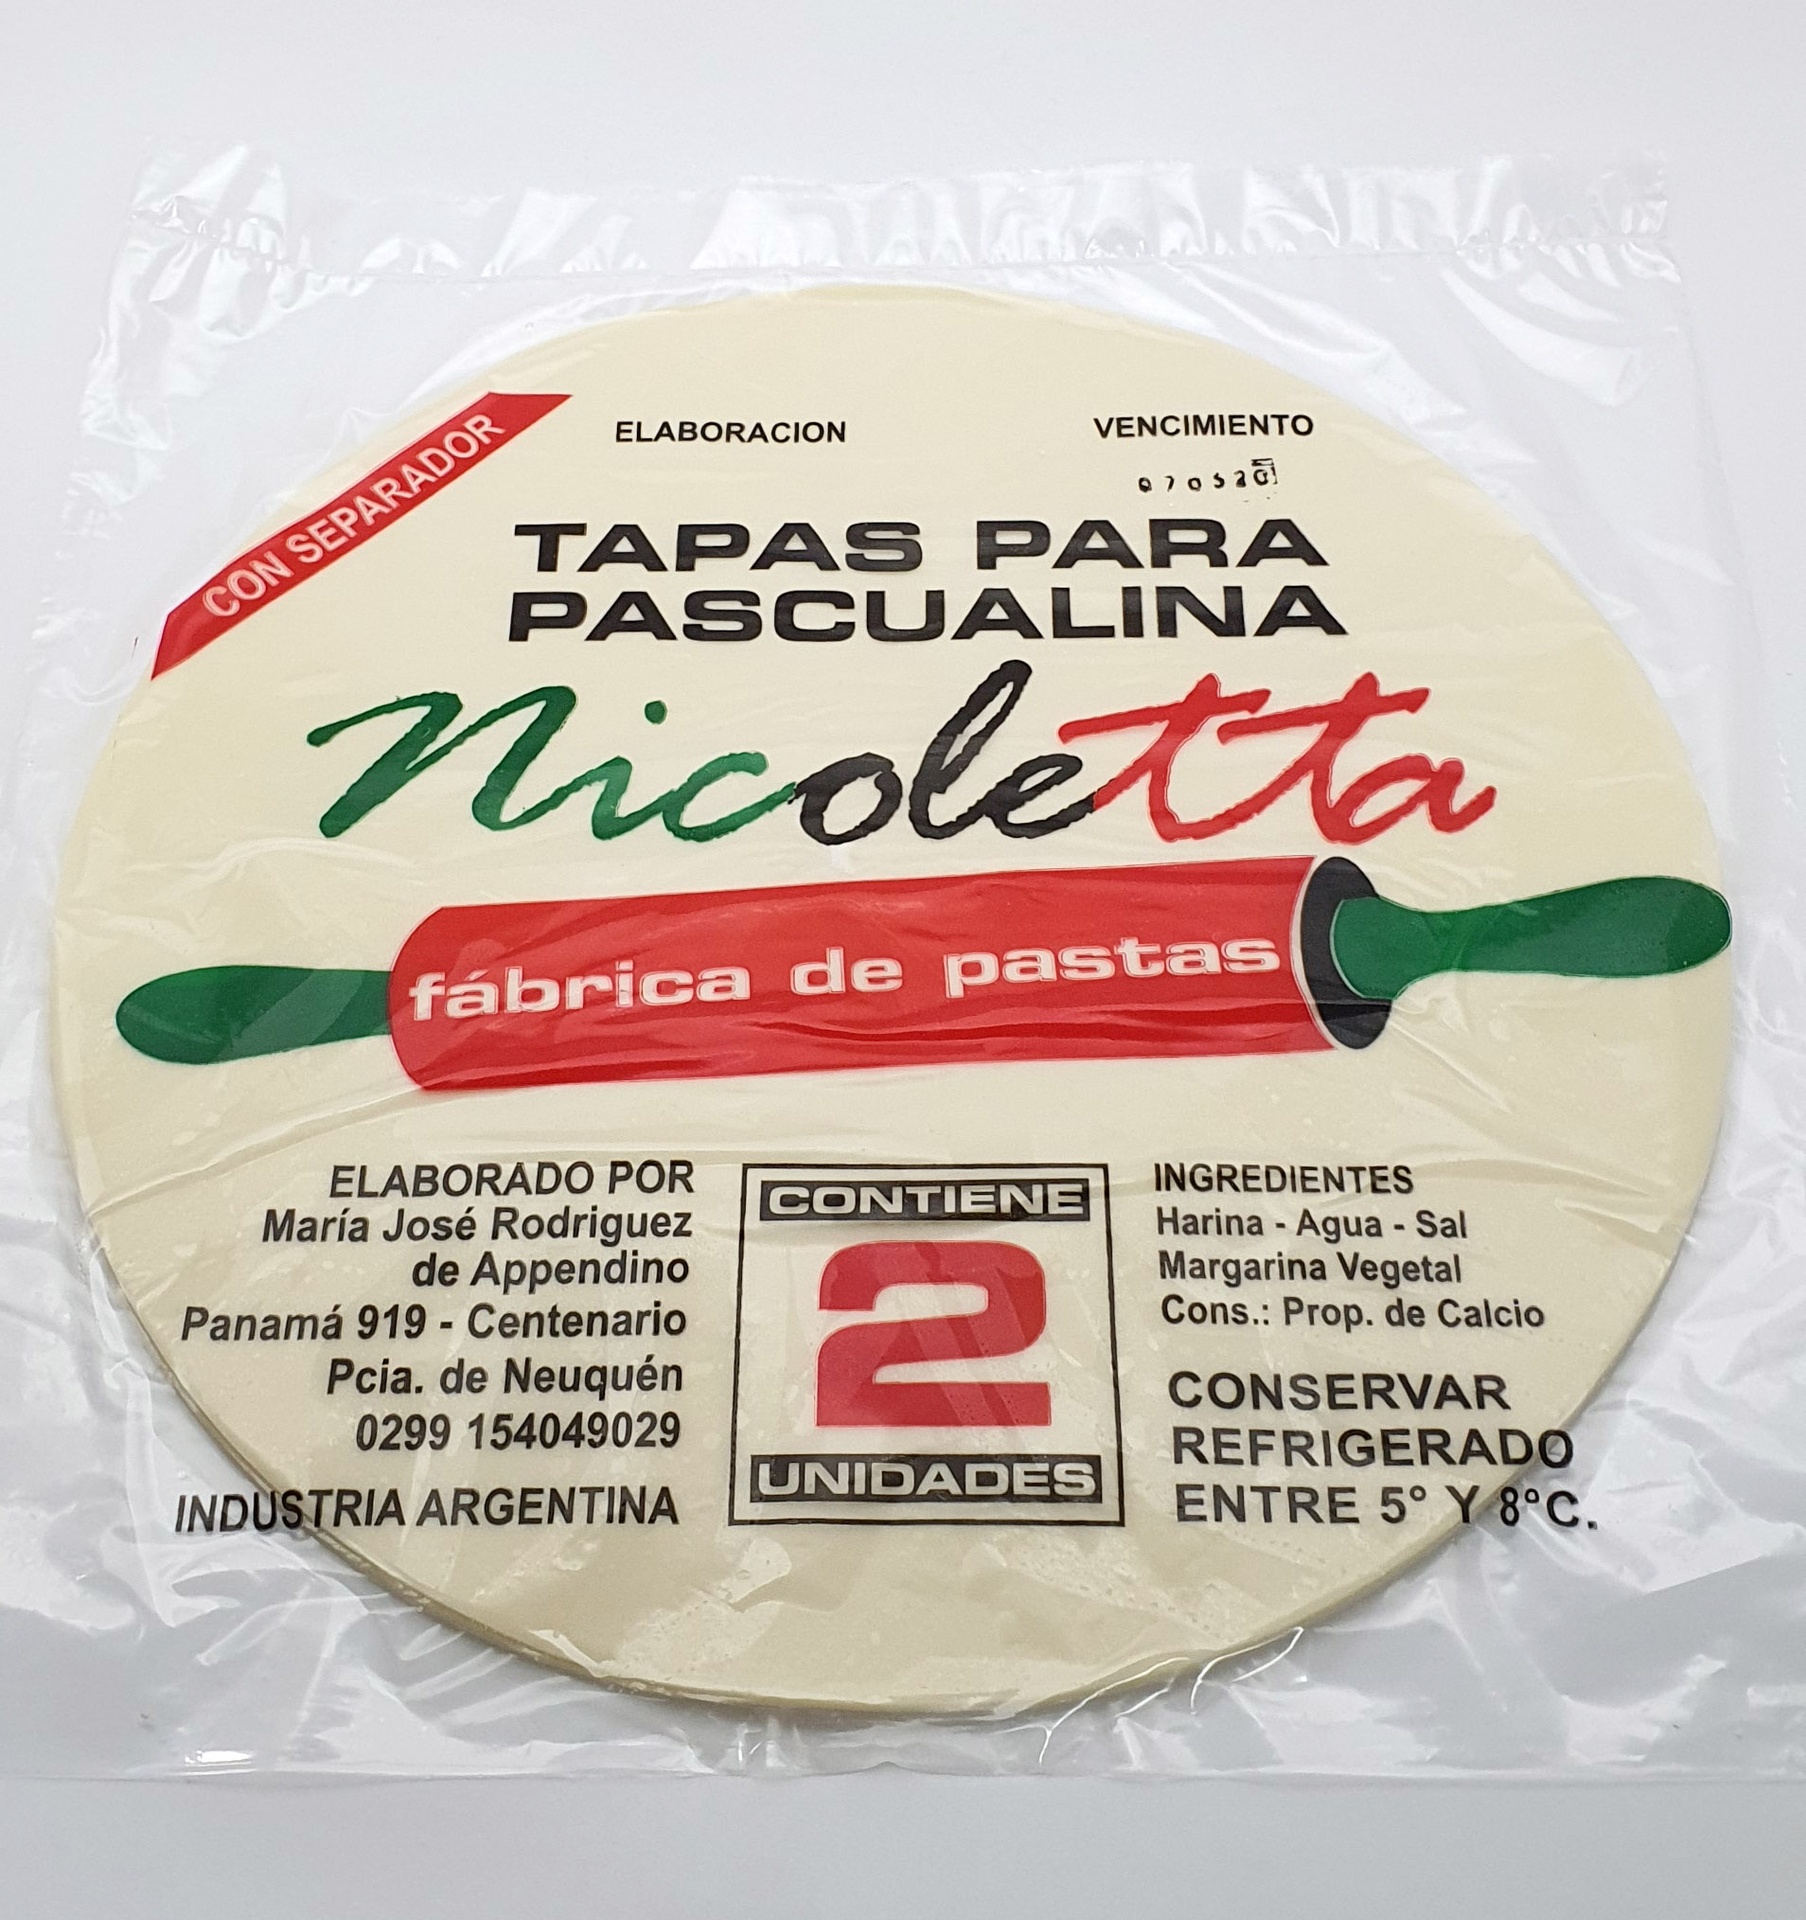 CON SEPARADOR
ELABORACION
VENCIMIENTO
TAPAS PARA
PASCUALINA
Nicoletta
fábrica de pastas
ELABORADO POR
María José Rodriguez
de Appendino
Panamá 919 - Centenario
Pcia. de Neuquén
0299 154049029
INDUSTRIA ARGENTINA
CONTIENE
2
UNIDADES
INGREDIENTES
Harina - Agua - Sal
Margarina Vegetal
Cons.: Prop. de Calcio
CONSERVAR
REFRIGERADO
ENTRE 5° Y 8°C.